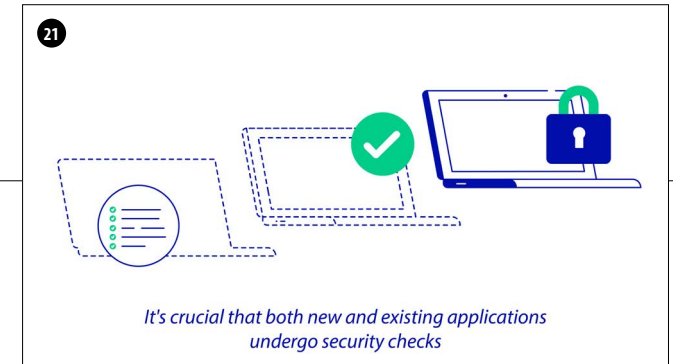 21
It's crucial that both new and existing applications
undergo security checks